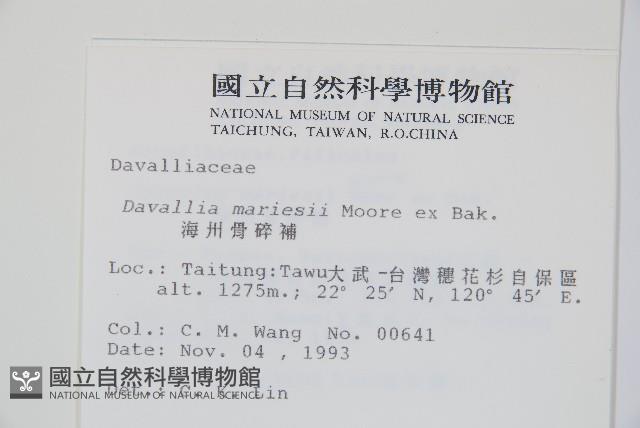 國立自然科學博物館
NATIONAL MUSEUM OF NATURAL SCIENCE
TAICHUNG, TAIWAN, R.O.CHINA
Davalliaceae
Davallia mariesii Moore ex Bak.
海州骨碎補
Loc.: Taitung:Tawu大武-台灣穗花杉自保區
alt. 1275m.; 22° 25′ N, 120° 45′ E.
Col.: C. M. Wang No. 00641
Date: Nov. 04 , 1993
Det.: C. K. Lin
國立自然科學博物館
NATIONAL MUSEUM OF NATURAL SCIENCE